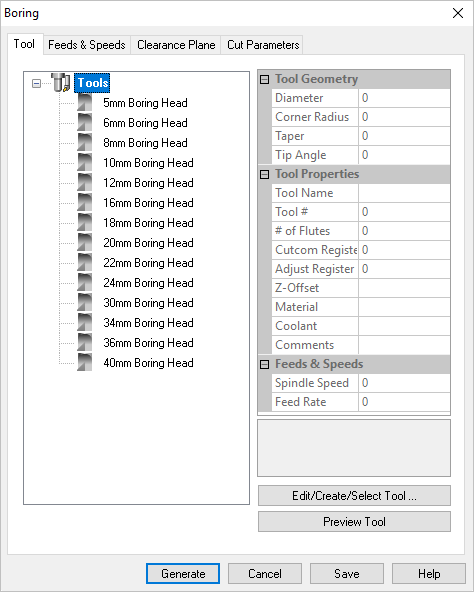 Boring
Tool Feeds & Speeds Clearance Plane Cut Parameters
Tools
5mm Boring Head
6mm Boring Head
8mm Boring Head
10mm Boring Head
12mm Boring Head
16mm Boring Head
18mm Boring Head
20mm Boring Head
22mm Boring Head
24mm Boring Head
30mm Boring Head
34mm Boring Head
36mm Boring Head
40mm Boring Head
Tool Geometry
Diameter 0
Corner Radius 0
Taper 0
Tip Angle 0
Tool Properties
Tool Name
Tool # 0
# of Flutes 0
Cutcom Registe 0
Adjust Register 0
Z-Offset
Material
Coolant
Comments
Feeds & Speeds
Spindle Speed 0
Feed Rate 0
Edit/Create/Select Tool ...
Preview Tool
Generate Cancel Save Help